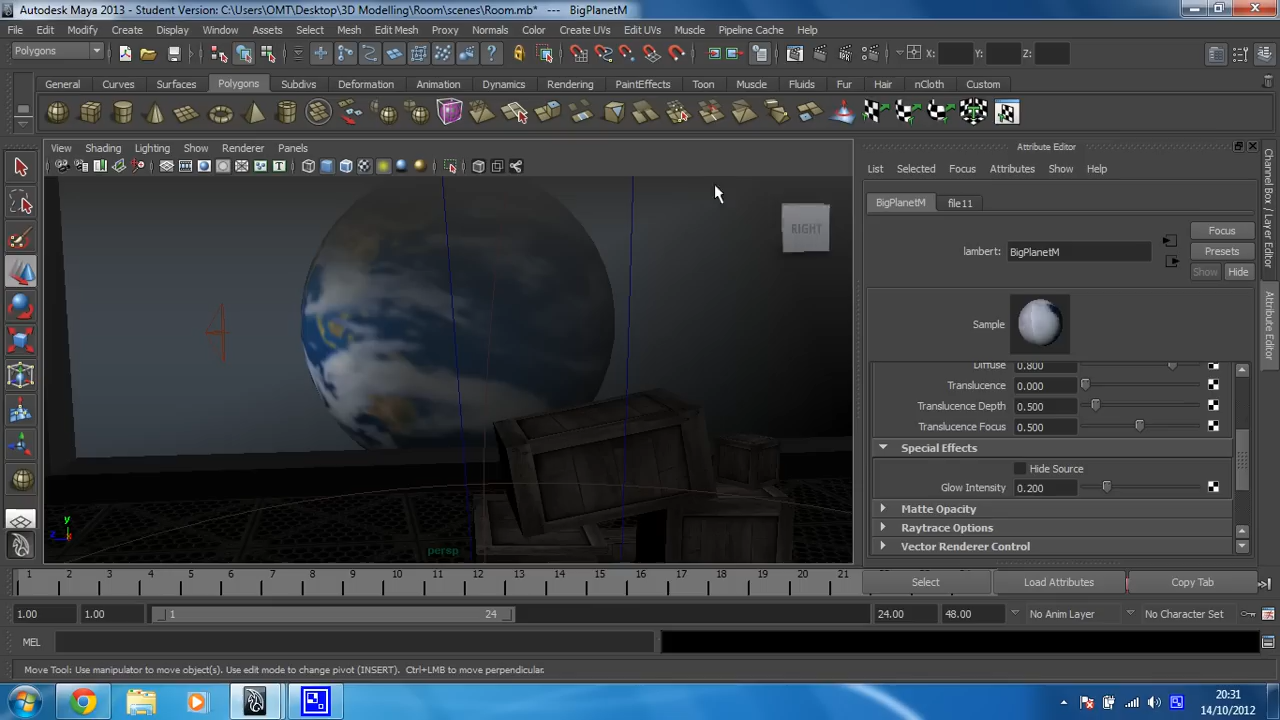 Autodesk Maya 2013 - Student Version: C:\Users\OMT\Desktop\3D Modelling\Room\scenes\Room.mb*  ---  BigPlanetM
File Edit Modify Create Display Window Assets Select Mesh Edit Mesh Proxy Normals Color Create UVs Edit UVs Muscle Pipeline Cache Help
Polygons X: Y: Z:
General Curves Surfaces Polygons Subdivs Deformation Animation Dynamics Rendering PaintEffects Toon Muscle Fluids Fur Hair nCloth Custom
View Shading Lighting Show Renderer Panels
RIGHT
y
z x
persp
Attribute Editor
List Selected Focus Attributes Show Help
BigPlanetM file11
Focus
lambert: BigPlanetM Presets
Show Hide
Sample
Diffuse 0.800
Translucence 0.000
Translucence Depth 0.500
Translucence Focus 0.500
Special Effects
Hide Source
Glow Intensity 0.200
Matte Opacity
Raytrace Options
Vector Renderer Control
Select Load Attributes Copy Tab
Channel Box / Layer Editor
Attribute Editor
1 2 3 4 5 6 7 8 9 10 11 12 13 14 15 16 17 18 19 20 21
1.00 1.00 1 24 24.00 48.00 No Anim Layer No Character Set
MEL
Move Tool: Use manipulator to move object(s). Use edit mode to change pivot (INSERT).  Ctrl+LMB to move perpendicular.
20:31
14/10/2012